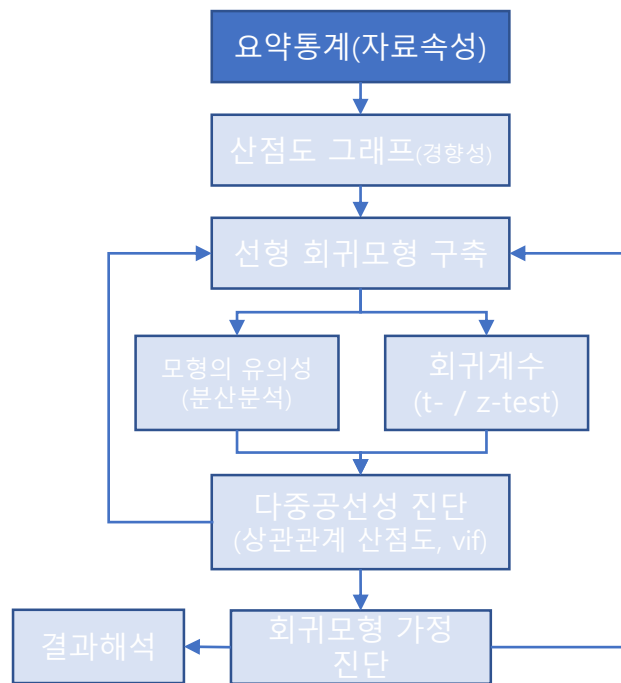 요약통계(자료속성)
산점도 그래프(경향성)
선형 회귀모형 구축
모형의 유의성
(분산분석)
회귀계수
(t- / z-test)
다중공선성 진단
(상관관계 산점도, vif)
회귀모형 가정
진단
결과해석